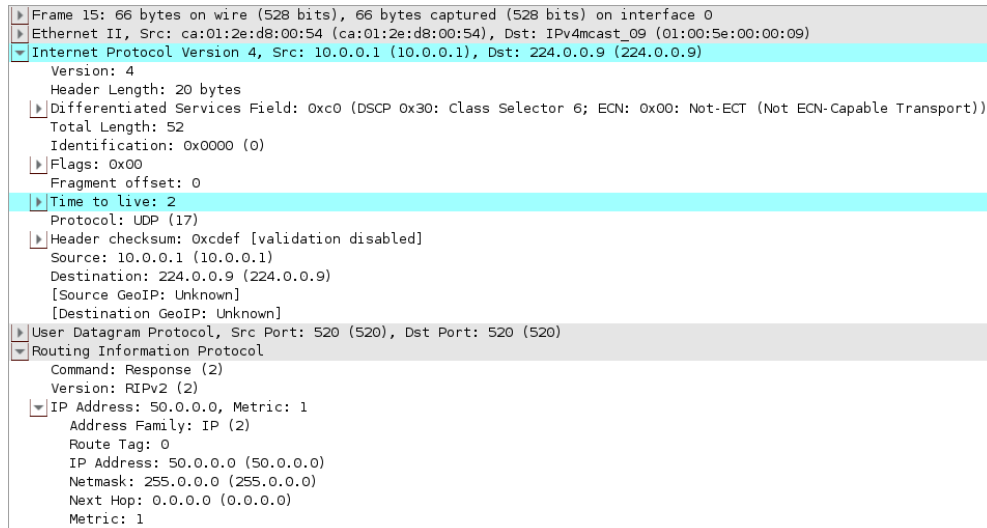 Frame 15: 66 bytes on wire (528 bits), 66 bytes captured (528 bits) on interface 0
Ethernet II, Src: ca:01:2e:d8:00:54 (ca:01:2e:d8:00:54), Dst: IPv4mcast_09 (01:00:5e:00:00:09)
Internet Protocol Version 4, Src: 10.0.0.1 (10.0.0.1), Dst: 224.0.0.9 (224.0.0.9)
Version: 4
Header Length: 20 bytes
Differentiated Services Field: 0xc0 (DSCP 0x30: Class Selector 6; ECN: 0x00: Not-ECT (Not ECN-Capable Transport))
Total Length: 52
Identification: 0x0000 (0)
Flags: 0x00
Fragment offset: 0
Time to live: 2
Protocol: UDP (17)
Header checksum: 0xcdef [validation disabled]
Source: 10.0.0.1 (10.0.0.1)
Destination: 224.0.0.9 (224.0.0.9)
[Source GeoIP: Unknown]
[Destination GeoIP: Unknown]
User Datagram Protocol, Src Port: 520 (520), Dst Port: 520 (520)
Routing Information Protocol
Command: Response (2)
Version: RIPv2 (2)
IP Address: 50.0.0.0, Metric: 1
Address Family: IP (2)
Route Tag: 0
IP Address: 50.0.0.0 (50.0.0.0)
Netmask: 255.0.0.0 (255.0.0.0)
Next Hop: 0.0.0.0 (0.0.0.0)
Metric: 1